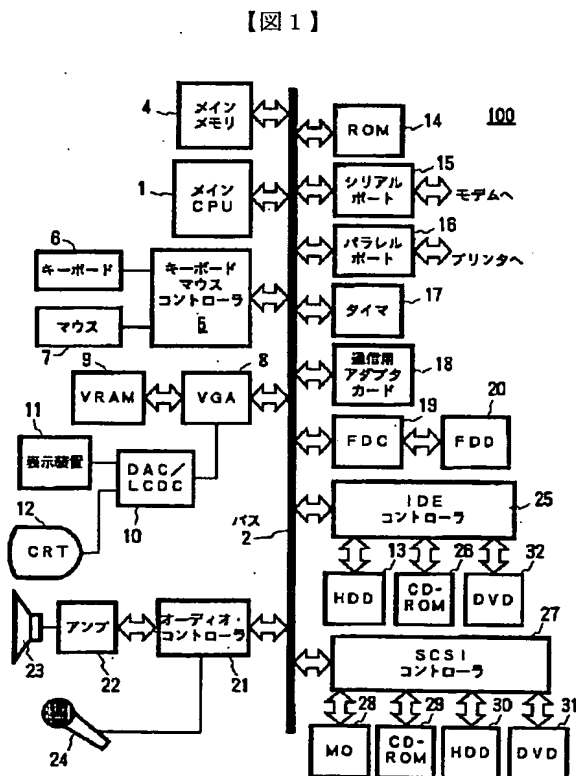 【図1】
100
4
メイン
メモリ
ROM
14
1
メイン
CPU
シリアル
ポート
15
モデムへ
6
キーボード
キーボード
マウス
コントローラ
5
パラレル
ポート
16
プリンタへ
マウス
7
タイマ
17
9
VRAM
8
VGA
通信用
アダプタ
カード
18
11
表示装置
DAC/
LCDC
10
19
FDC
20
FDD
12
CRT
バス
2
IDE
コントローラ
25
13
HDD
26
CD-
ROM
32
DVD
23
アンプ
22
オーディオ・
コントローラ
21
27
SCSI
コントローラ
24
28
MO
29
CD-
ROM
30
HDD
31
DVD